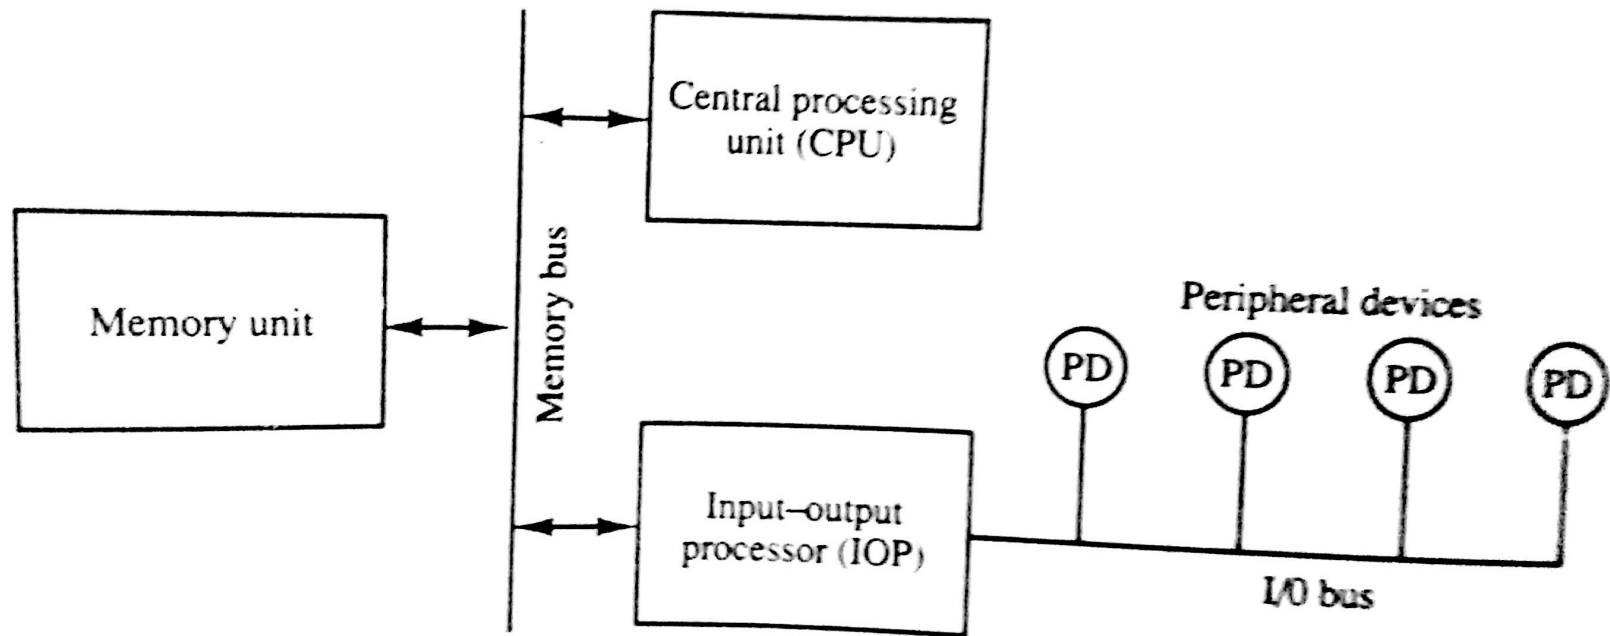 Central processing
unit (CPU)
Memory unit
Memory bus
Peripheral devices
PD PD PD PD
Input–output
processor (IOP)
I/0 bus